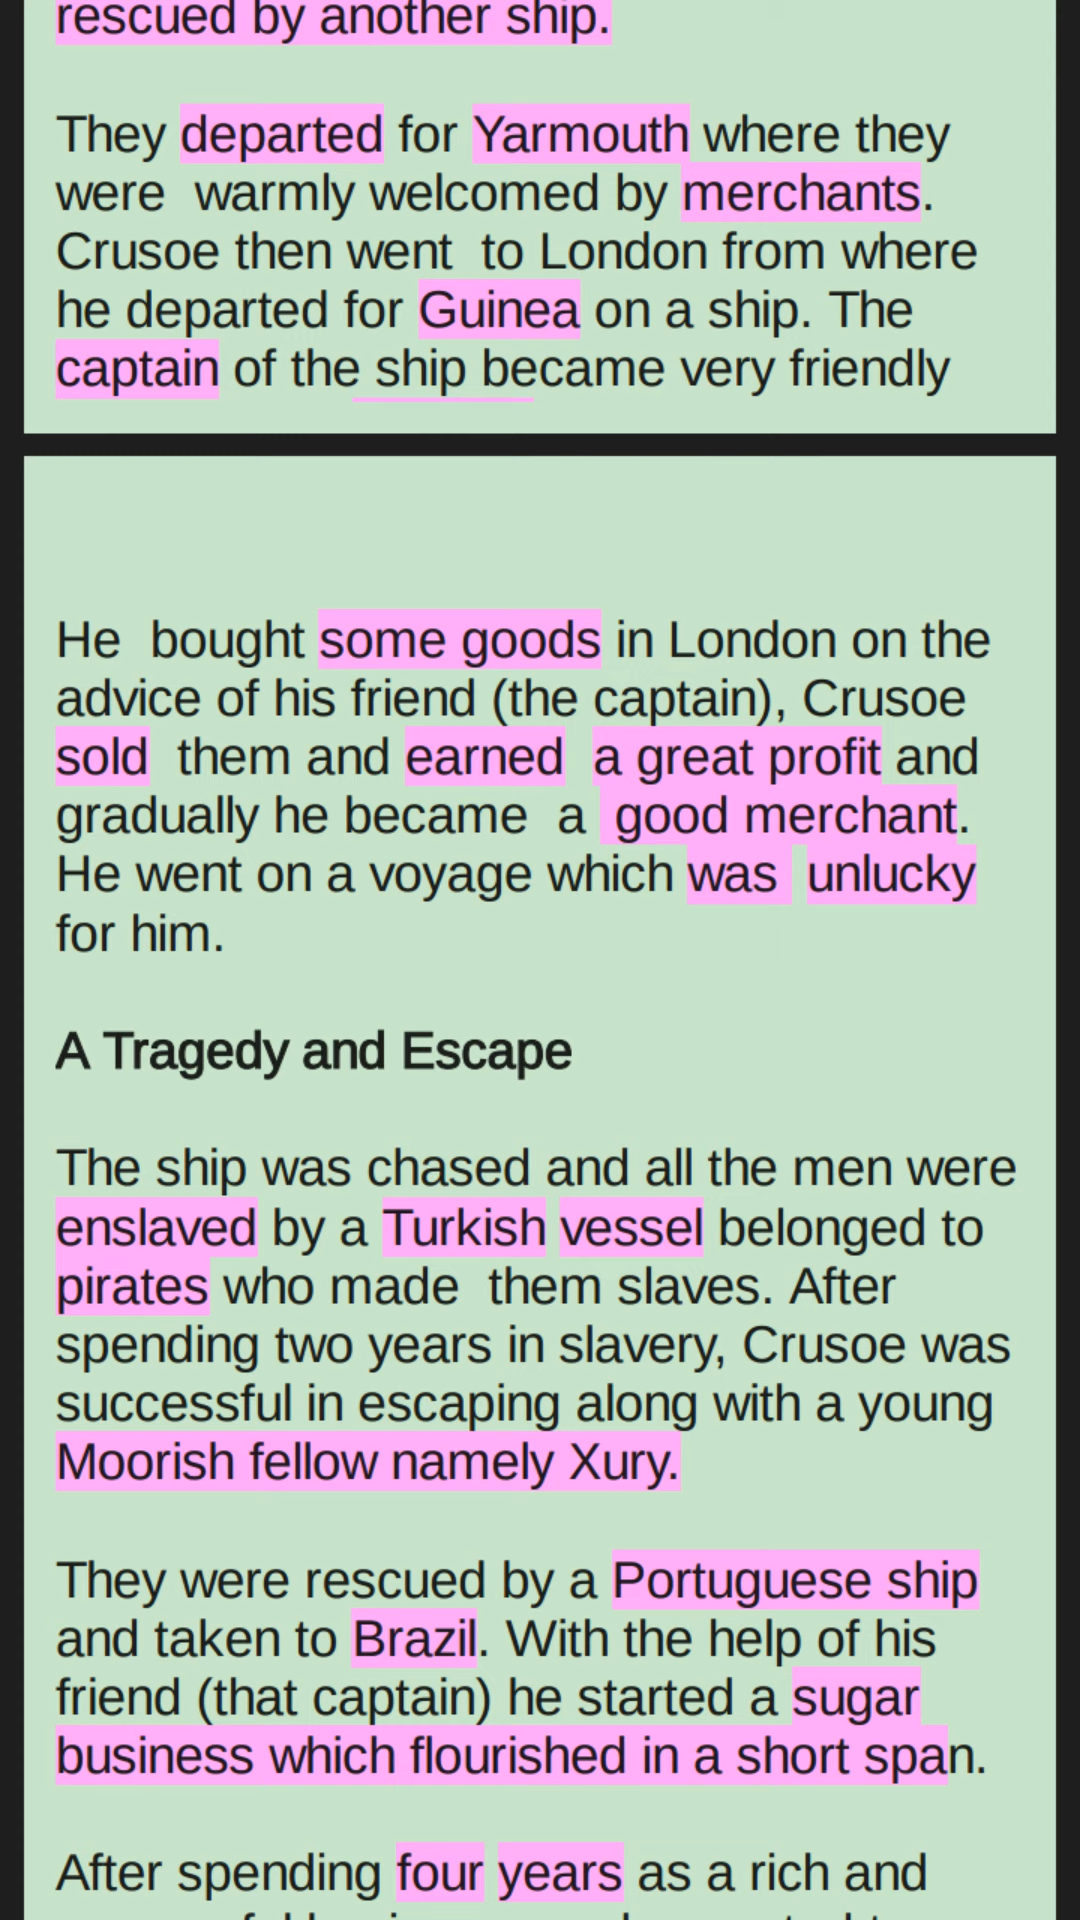 rescued by another ship.
They departed for Yarmouth where they
were warmly welcomed by merchants.
Crusoe then went to London from where
he departed for Guinea on a ship. The
captain of the ship became very friendly
He bought some goods in London on the
advice of his friend (the captain), Crusoe
sold them and earned a great profit and
gradually he became a good merchant.
He went on a voyage which was unlucky
for him.
A Tragedy and Escape
The ship was chased and all the men were
enslaved by a Turkish vessel belonged to
pirates who made them slaves. After
spending two years in slavery, Crusoe was
successful in escaping along with a young
Moorish fellow namely Xury.
They were rescued by a Portuguese ship
and taken to Brazil. With the help of his
friend (that captain) he started a sugar
business which flourished in a short span.
After spending four years as a rich and